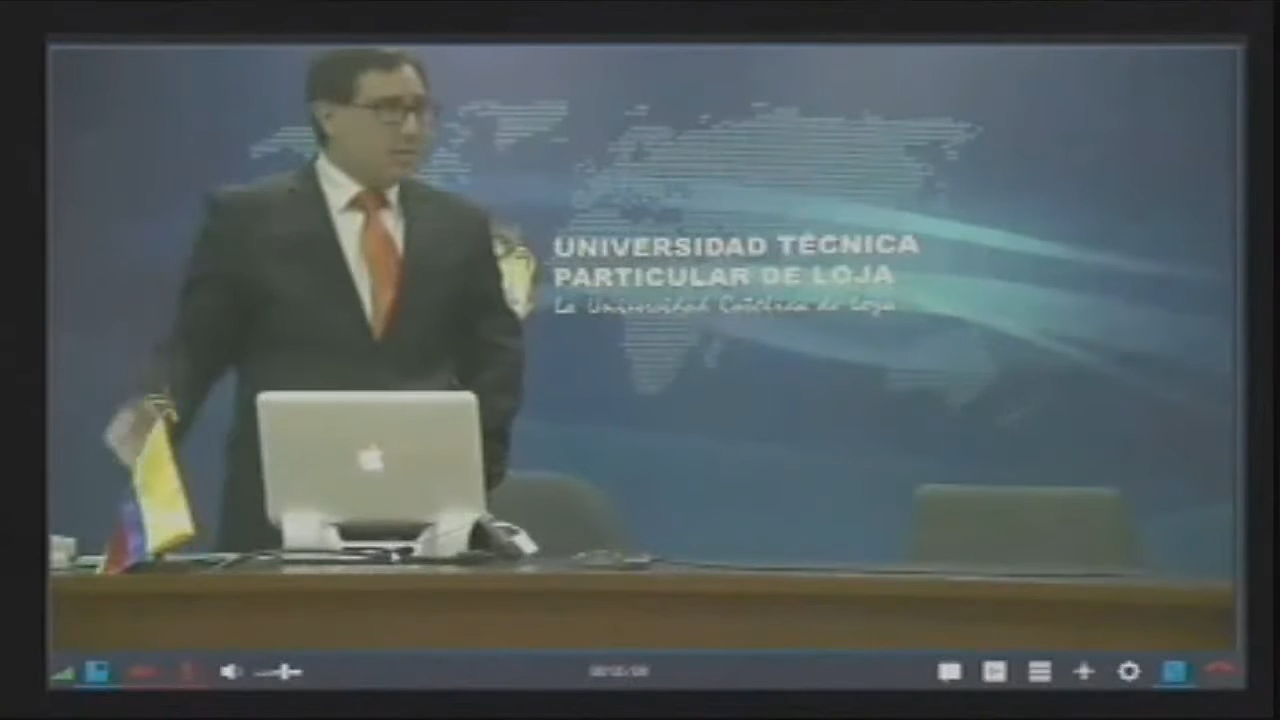 UNIVERSIDAD TÉCNICA
PARTICULAR DE LOJA
La Universidad Católica de Loja